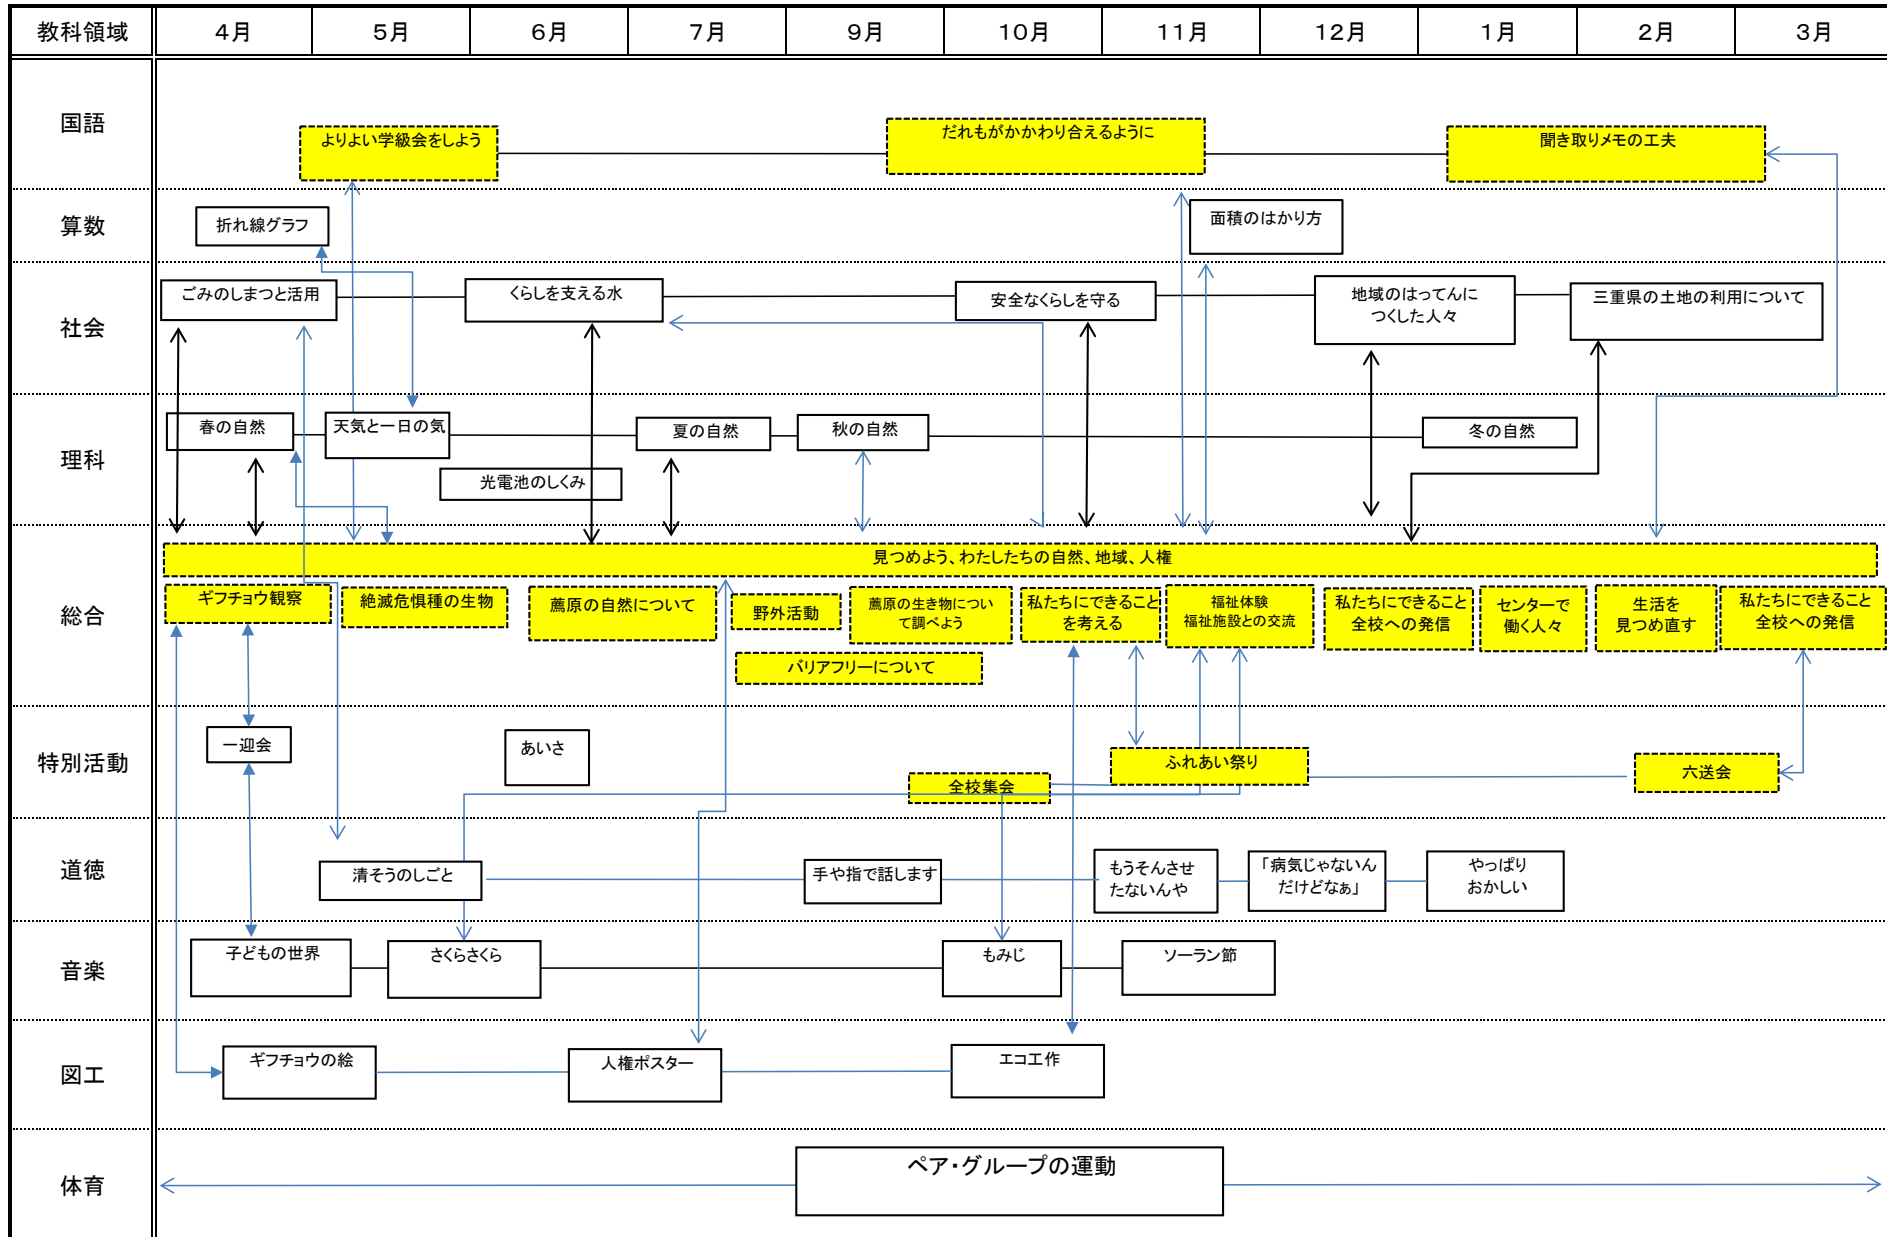 教科領域
4月
5月
6月
7月
9月
10月
11月
12月
1月
2月
3月
国語
よりよい学級会をしよう
だれもがかかわり合えるように
聞き取りメモの工夫
算数
折れ線グラフ
面積のはかり方
社会
ごみのしまつと活用
くらしを支える水
安全なくらしを守る
地域のはってんに
つくした人々
三重県の土地の利用について
理科
春の自然
天気と一日の気
夏の自然
秋の自然
冬の自然
光電池のしくみ
総合
見つめよう、わたしたちの自然、地域、人権
ギフチョウ観察
絶滅危惧種の生物
薦原の自然について
野外活動
薦原の生き物につい
て調べよう
私たちにできること
を考える
福祉体験
福祉施設との交流
私たちにできること
全校への発信
センターで
働く人々
生活を
見つめ直す
私たちにできること
全校への発信
バリアフリーについて
特別活動
一迎会
あいさ
全校集会
ふれあい祭り
六送会
道徳
清そうのしごと
手や指で話します
もうそんさせ
たないんや
「病気じゃないん
だけどなぁ」
やっぱり
おかしい
音楽
子どもの世界
さくらさくら
もみじ
ソーラン節
図工
ギフチョウの絵
人権ポスター
エコ工作
体育
ペア・グループの運動